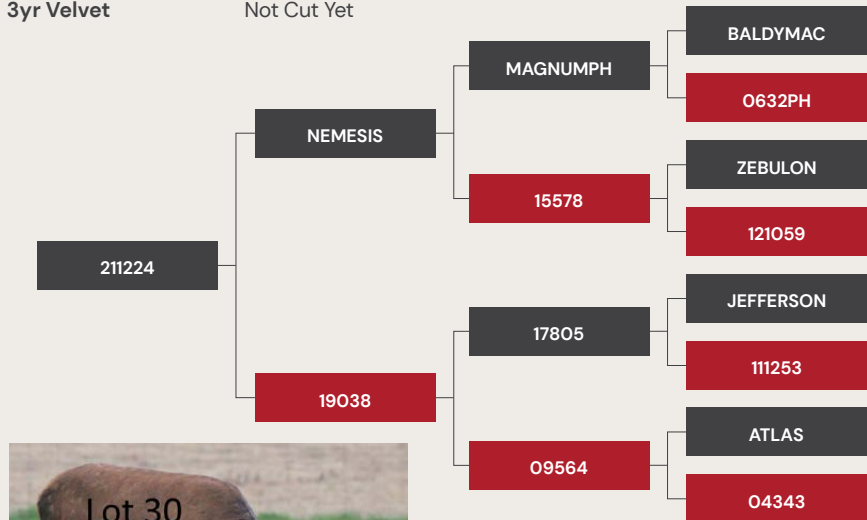 3yr Velvet Not Cut Yet
BALDYMAC
MAGNUMPH
0632PH
NEMESIS
ZEBULON
15578
121059
211224
JEFFERSON
17805
111253
19038
ATLAS
09564
04343
Lot 30